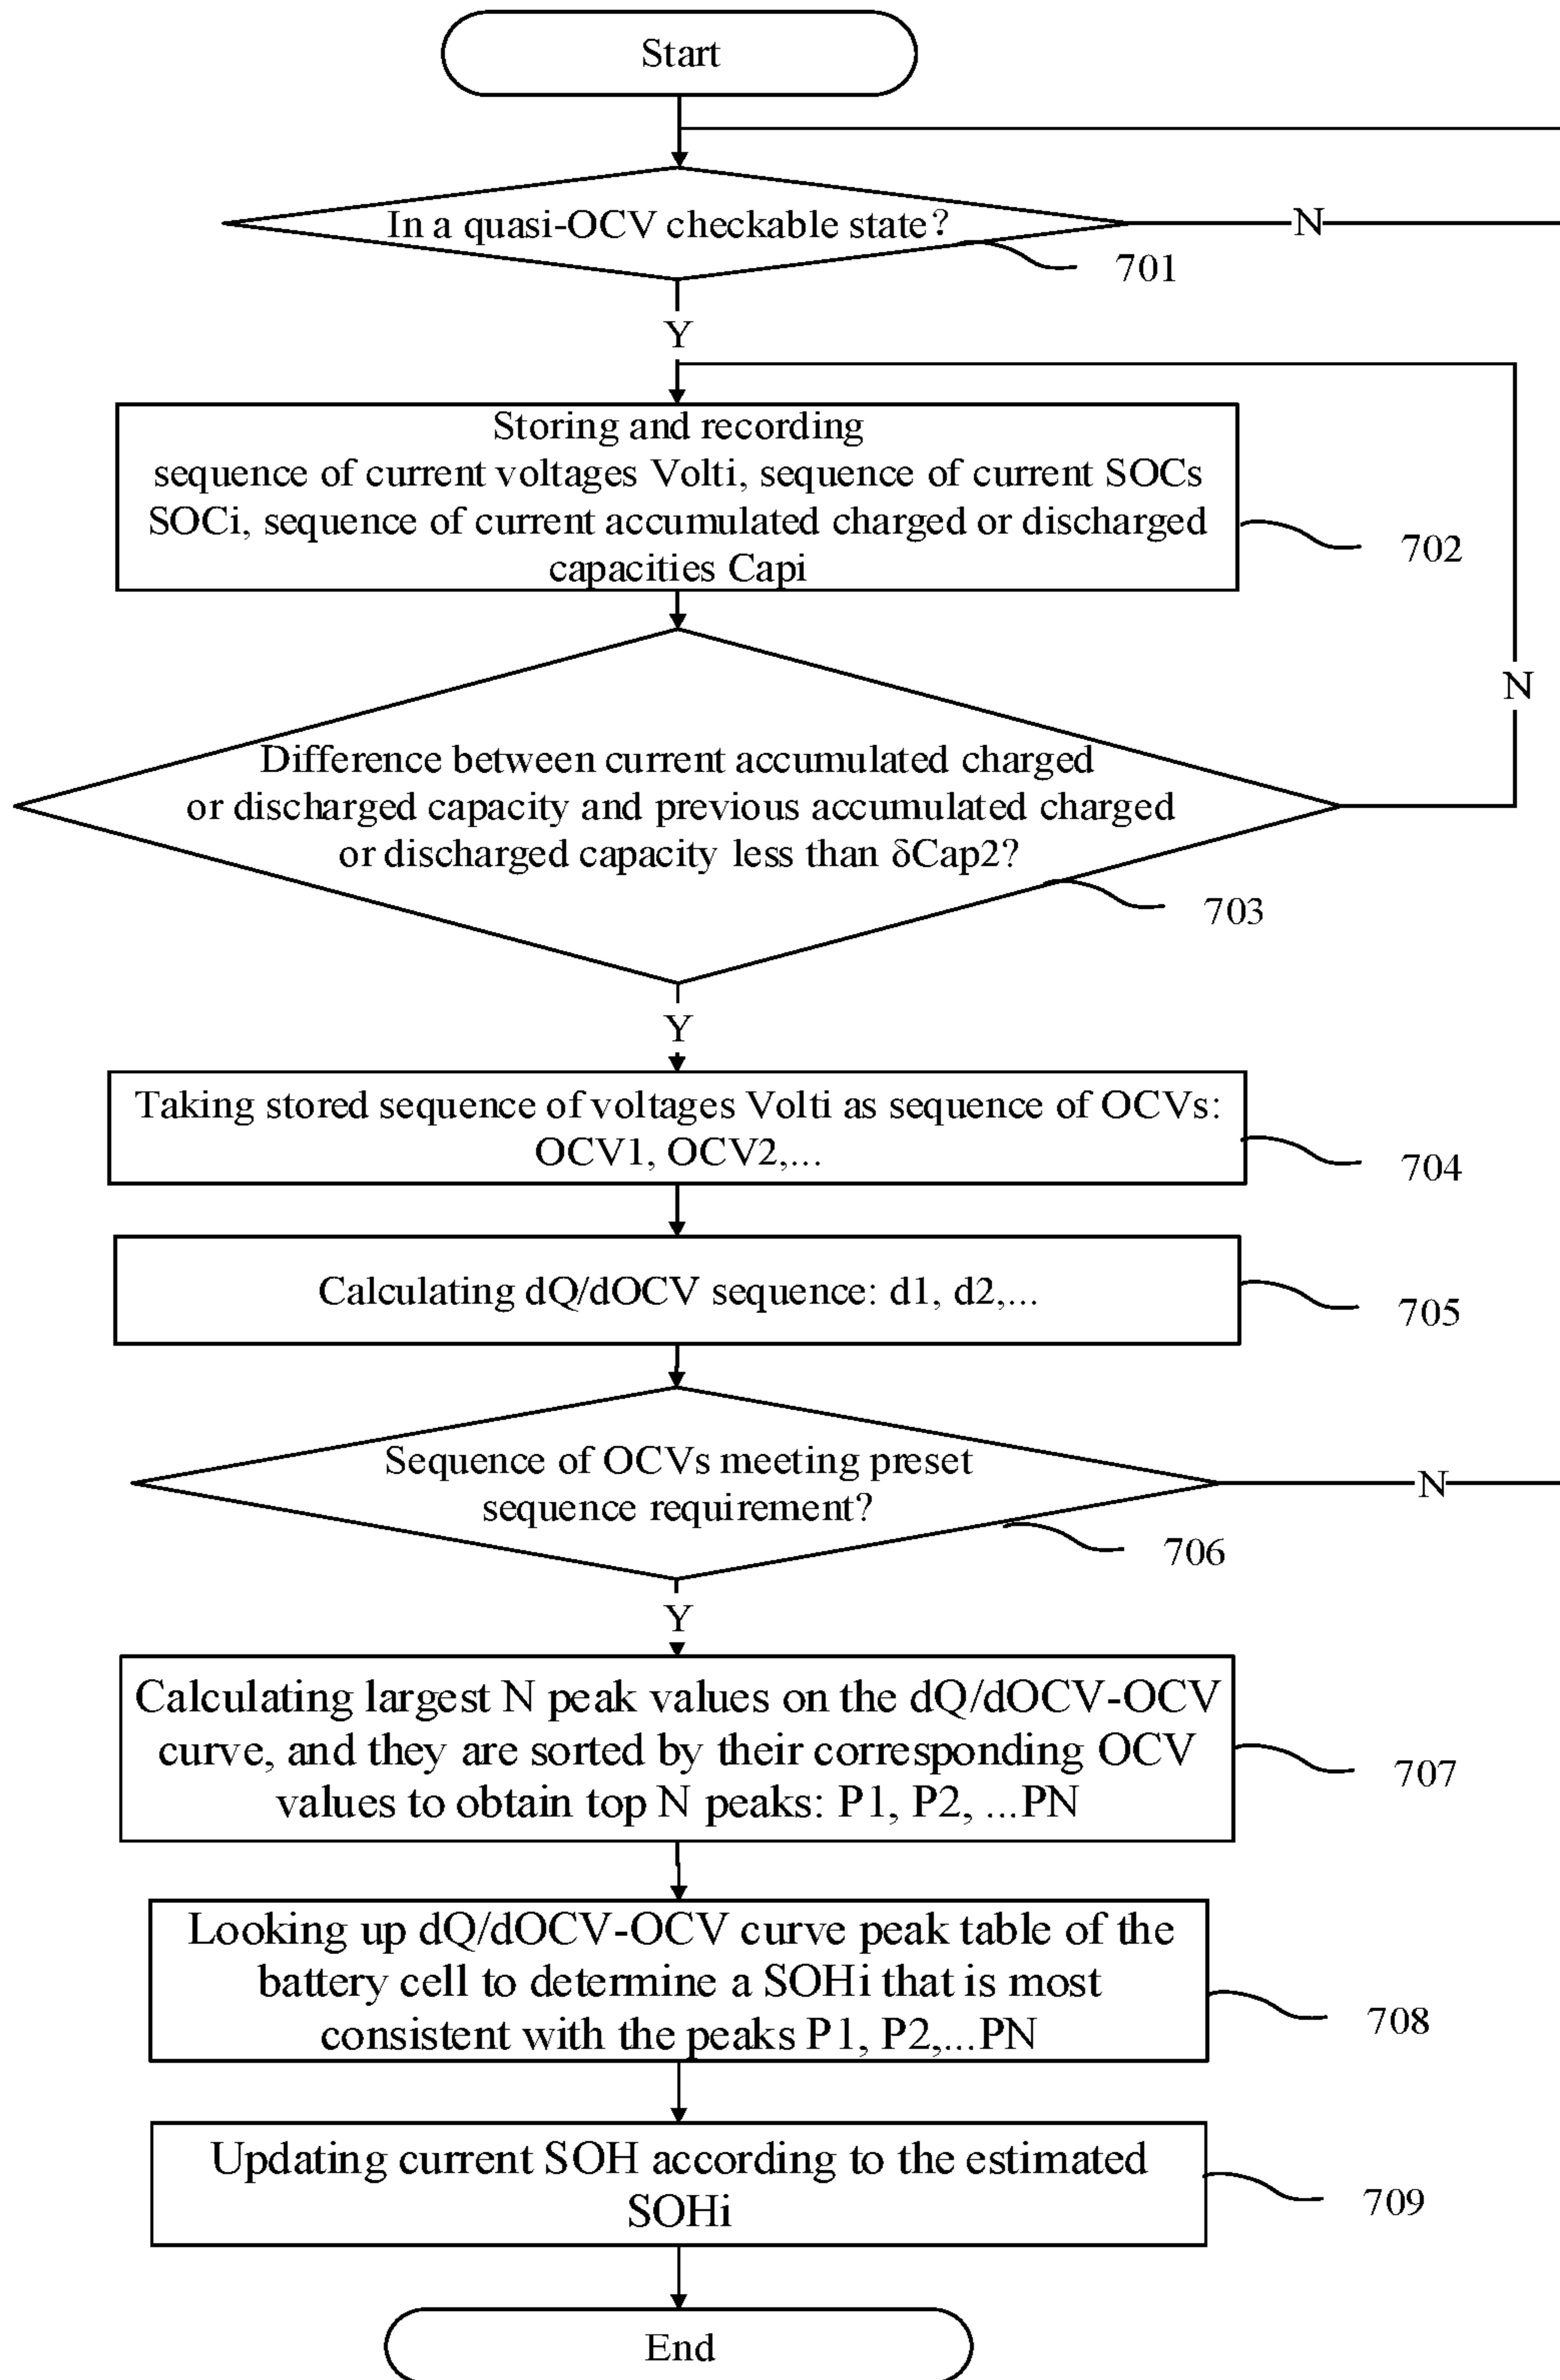 Start
In a quasi-OCV checkable state?
N
701
Y
Storing and recording
sequence of current voltages Volti, sequence of current SOCs
SOCi, sequence of current accumulated charged or discharged
capacities Capi
702
N
Difference between current accumulated charged
or discharged capacity and previous accumulated charged
or discharged capacity less than δCap2?
703
Y
Taking stored sequence of voltages Volti as sequence of OCVs:
OCV1, OCV2,...
704
Calculating dQ/dOCV sequence: d1, d2,...
705
Sequence of OCVs meeting preset
sequence requirement?
N
706
Y
Calculating largest N peak values on the dQ/dOCV-OCV
curve, and they are sorted by their corresponding OCV
values to obtain top N peaks: P1, P2, ...PN
707
Looking up dQ/dOCV-OCV curve peak table of the
battery cell to determine a SOHi that is most
consistent with the peaks P1, P2,...PN
708
Updating current SOH according to the estimated
SOHi
709
End